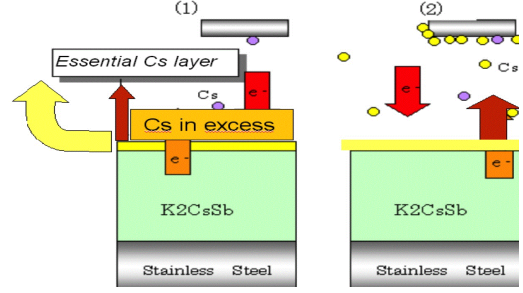 (1)
(2)
Essential Cs layer
Cs
e-
Cs in excess
e-
K2CsSb
Stainless Steel
Cs
e-
e-
K2CsSb
Stainless Steel